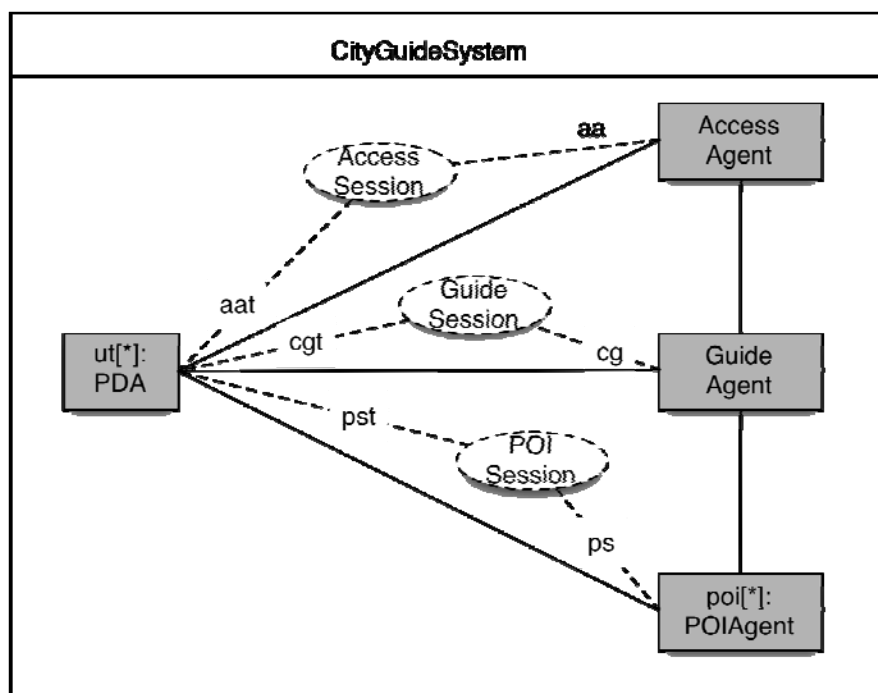 CityGuideSystem
aa
Access
Agent
Access
Session
aat
Guide
Session
cgt
cg
ut[*]:
PDA
Guide
Agent
pst
POI
Session
ps
poi[*]:
POIAgent